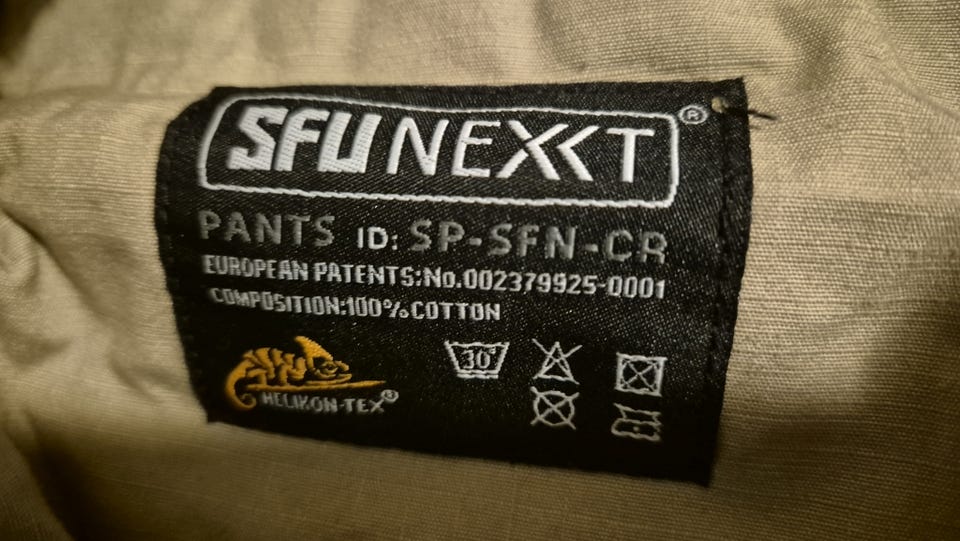 SFU NEXT®
PANTS ID: SP-SFN-CR
EUROPEAN PATENTS:No.002379925-0001
COMPOSITION:100%COTTON
30°
HELIKON-TEX®